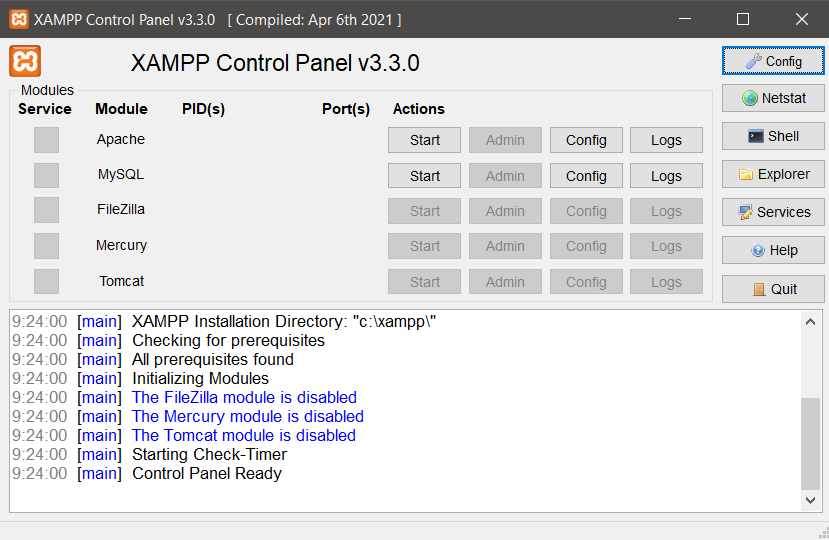 XAMPP Control Panel v3.3.0 [ Compiled: Apr 6th 2021 ]
XAMPP Control Panel v3.3.0
Config
Modules
Netstat
Service Module PID(s) Port(s) Actions
Apache Start Admin Config Logs
Shell
MySQL Start Admin Config Logs
Explorer
FileZilla Start Admin Config Logs
Services
Mercury Start Admin Config Logs
Help
Tomcat Start Admin Config Logs
Quit
9:24:00 [main] XAMPP Installation Directory: "c:\xampp\"
9:24:00 [main] Checking for prerequisites
9:24:00 [main] All prerequisites found
9:24:00 [main] Initializing Modules
9:24:00 [main] The FileZilla module is disabled
9:24:00 [main] The Mercury module is disabled
9:24:00 [main] The Tomcat module is disabled
9:24:00 [main] Starting Check-Timer
9:24:00 [main] Control Panel Ready